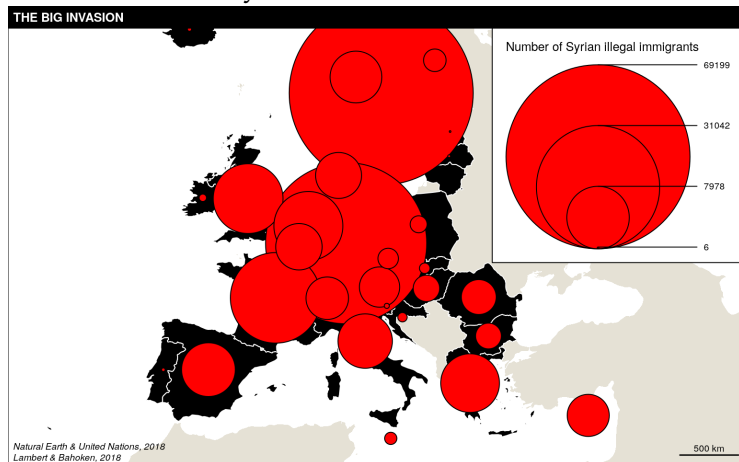 THE BIG INVASION
Number of Syrian illegal immigrants
69199
31042
7978
6
Natural Earth & United Nations, 2018
Lambert & Bahoken, 2018
500 km